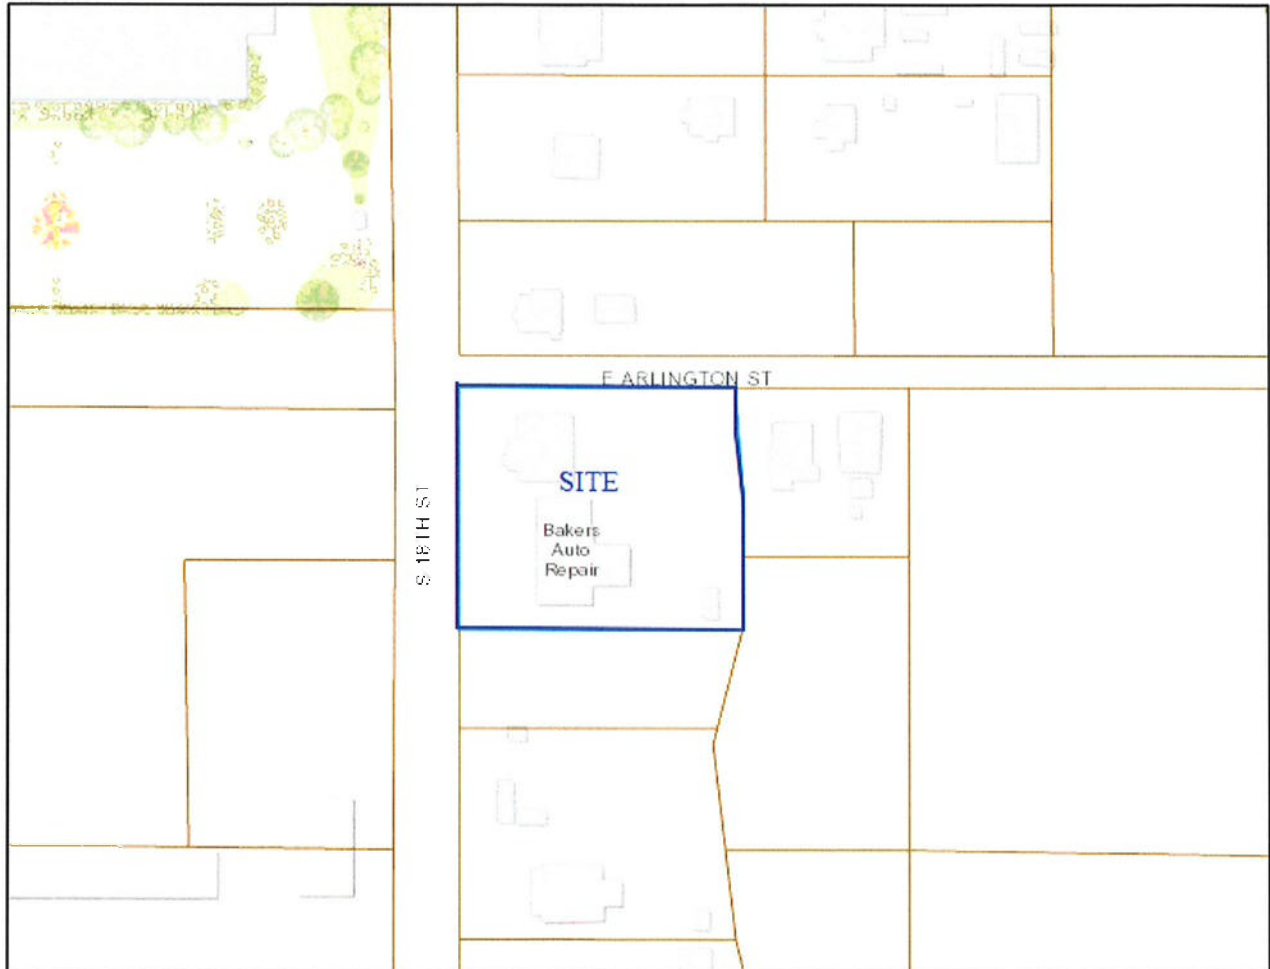 E ARLINGTON ST
SITE
S 18TH ST
Bakers
Auto
Repair